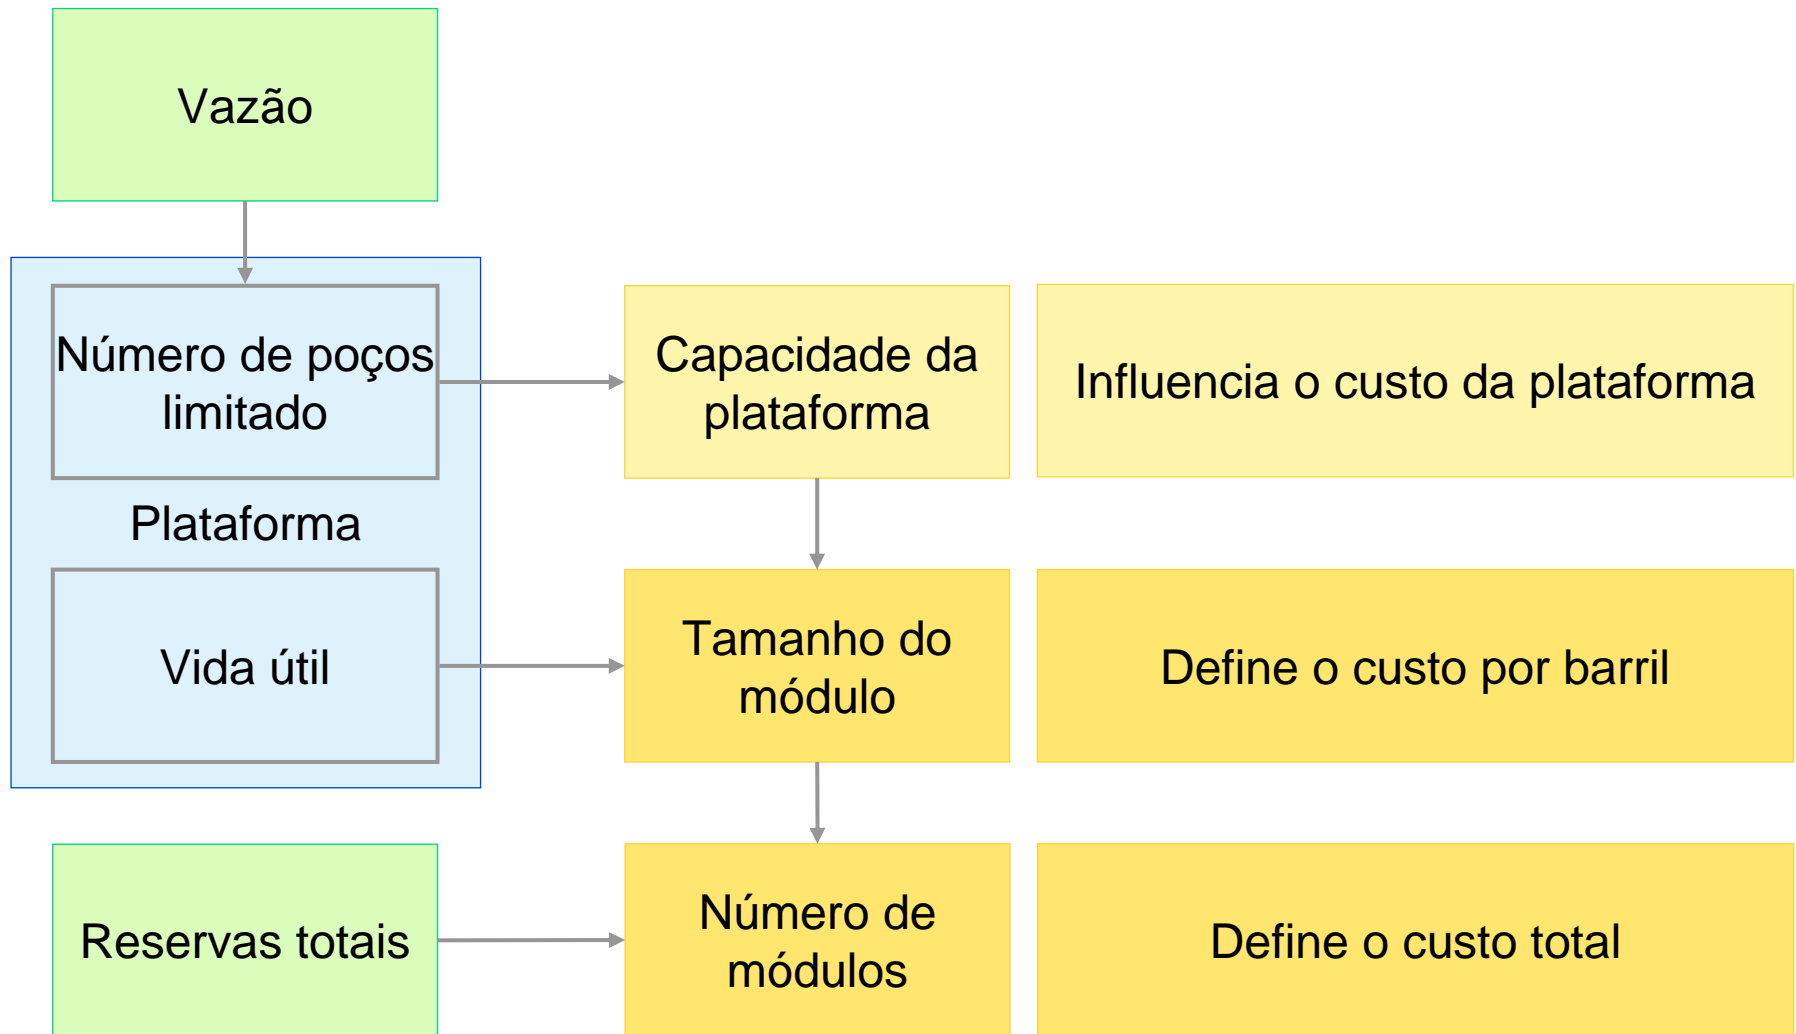 Vazão
Número de poços
limitado
Capacidade da
plataforma
Influencia o custo da plataforma
Plataforma
Vida útil
Tamanho do
módulo
Define o custo por barril
Reservas totais
Número de
módulos
Define o custo total